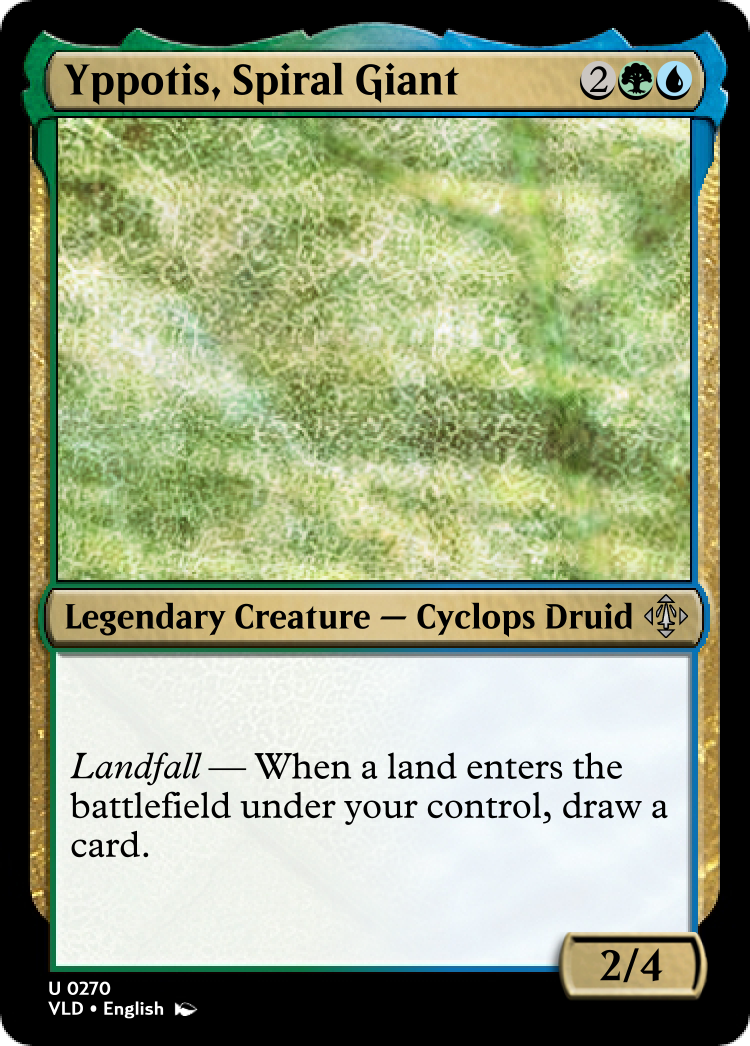 Yppotis, Spiral Giant 2
Legendary Creature — Cyclops Druid
Landfall — When a land enters the
battlefield under your control, draw a
card.
2/4
U 0270
VLD • English